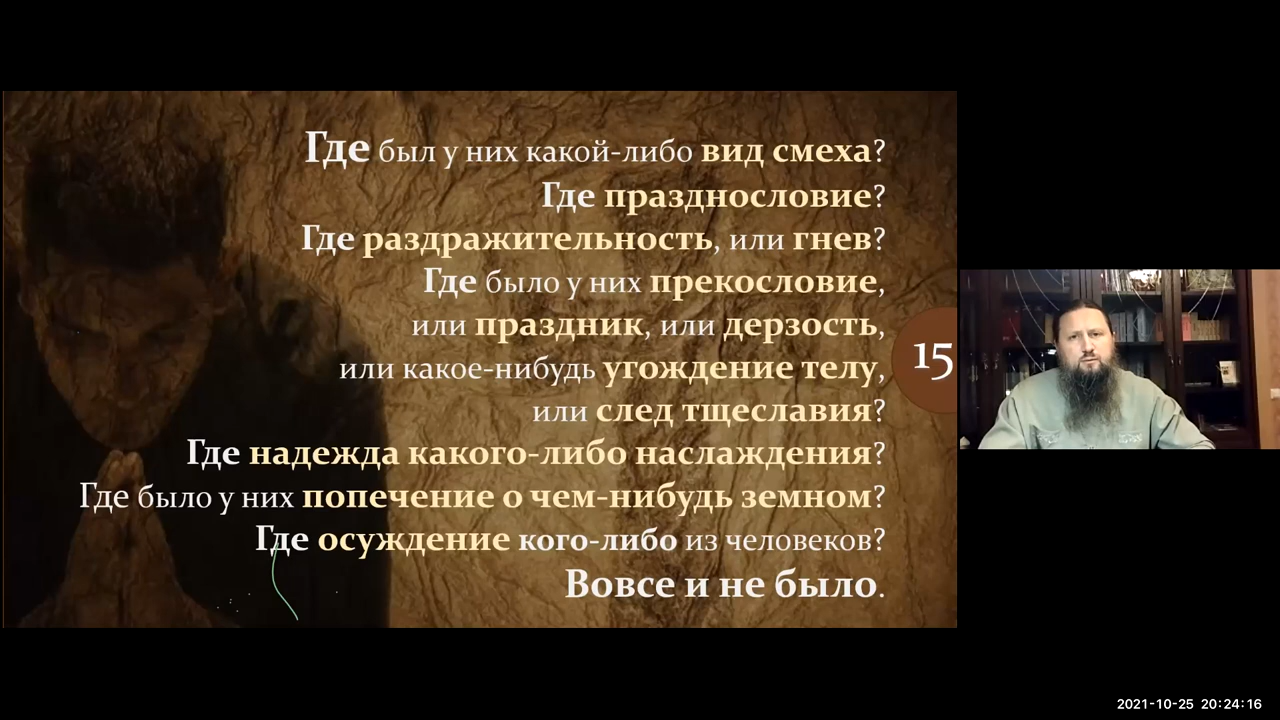 Где был у них какой-либо вид смеха?
Где празднословие?
Где раздражительность, или гнев?
Где было у них прекословие,
или праздник, или дерзость,
или какое-нибудь угождение телу,
или след тщеславия?
Где надежда какого-либо наслаждения?
Где было у них попечение о чем-нибудь земном?
Где осуждение кого-либо из человеков?
Вовсе и не было.
15
2021-10-25 20:24:16